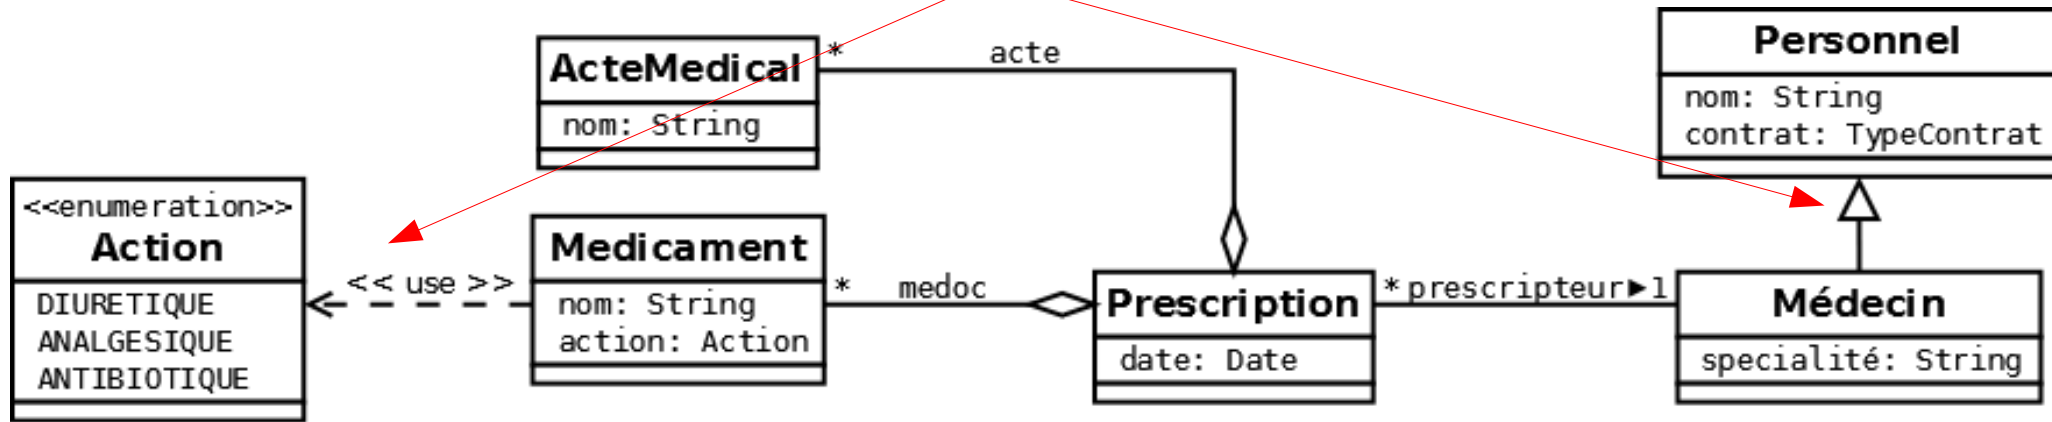 ActeMedical
nom: String
* acte
Personnel
nom: String
contrat: TypeContrat
<<enumeration>>
Action
DIURETIQUE
ANALGESIQUE
ANTIBIOTIQUE
<< use >>
Medicament
nom: String
action: Action
* medoc
Prescription
date: Date
* prescripteur▶1
Médecin
specialité: String